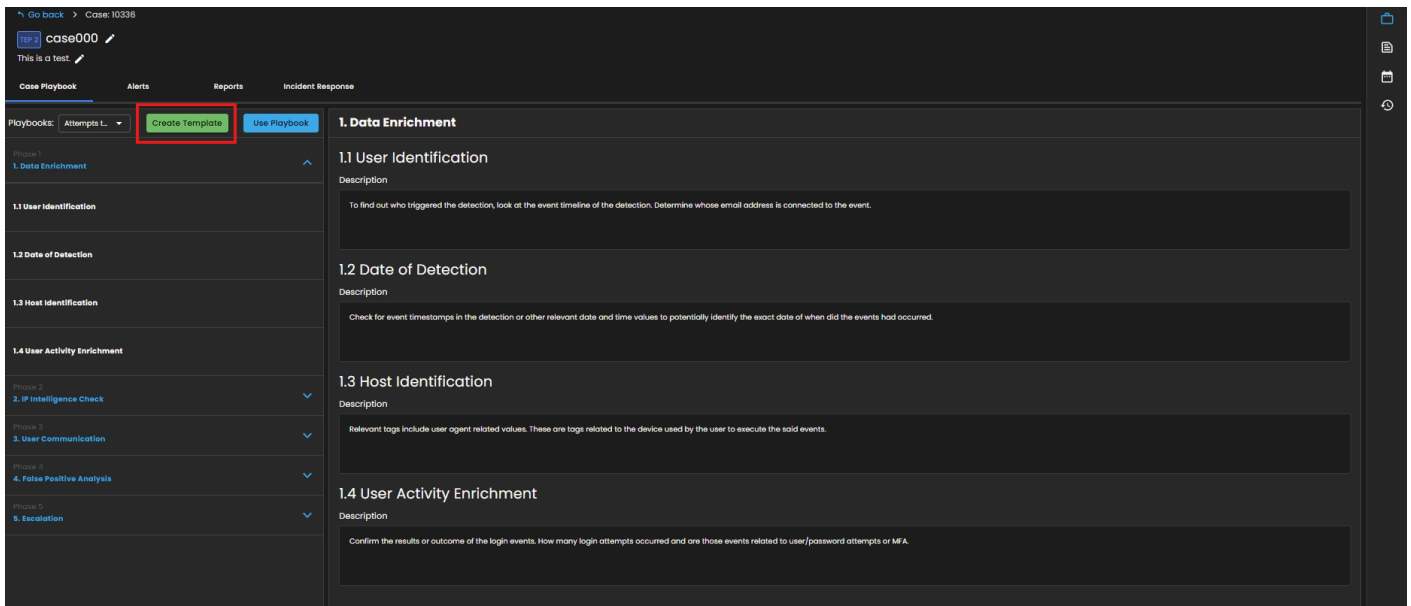 Go back > Case: 10336
TEP 2 case000
This is a test.
Case Playbook Alerts Reports Incident Response
Playbooks: Attempts t... Create Template Use Playbook
Phase 1
1. Data Enrichment
1.1 User Identification
1.2 Date of Detection
1.3 Host Identification
1.4 User Activity Enrichment
Phase 2
2. IP Intelligence Check
Phase 3
3. User Communication
Phase 4
4. False Positive Analysis
Phase 5
5. Escalation
1. Data Enrichment
1.1 User Identification
Description
To find out who triggered the detection, look at the event timeline of the detection. Determine whose email address is connected to the event.
1.2 Date of Detection
Description
Check for event timestamps in the detection or other relevant date and time values to potentially identify the exact date of when did the events had occurred.
1.3 Host Identification
Description
Relevant tags include user agent related values. These are tags related to the device used by the user to execute the said events.
1.4 User Activity Enrichment
Description
Confirm the results or outcome of the login events. How many login attempts occurred and are those events related to user/password attempts or MFA.